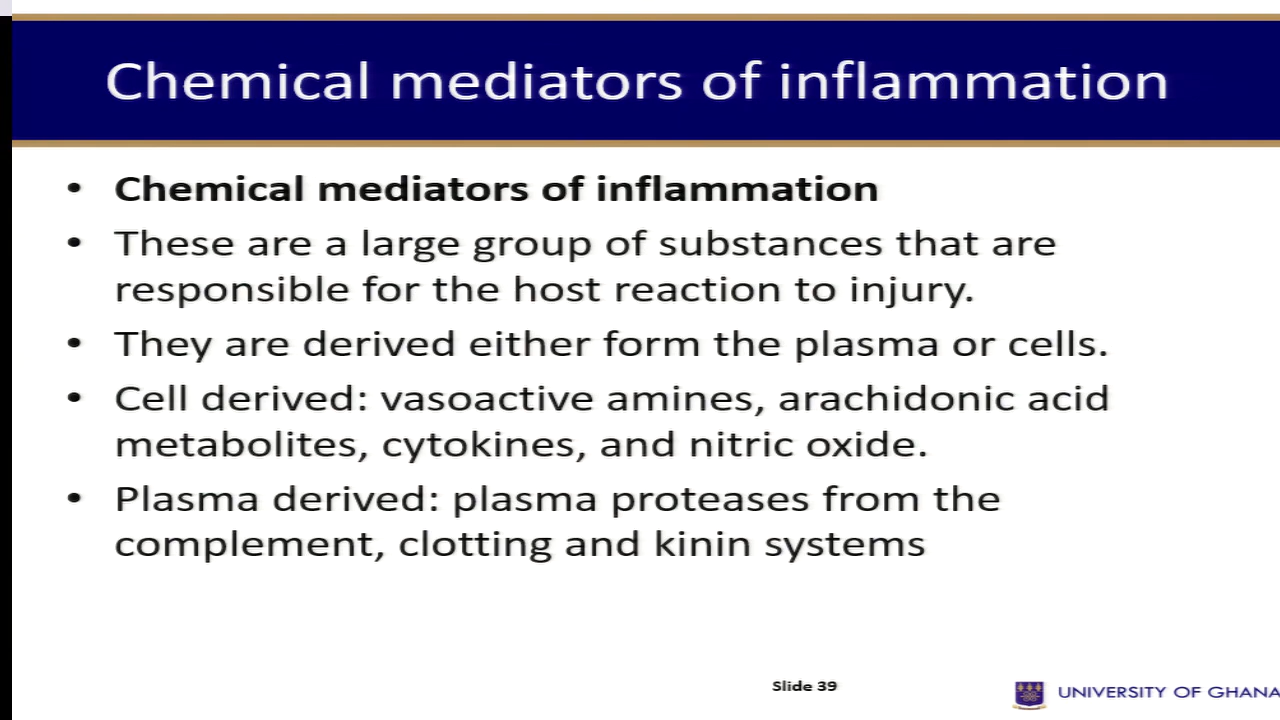 Chemical mediators of inflammation
• Chemical mediators of inflammation
• These are a large group of substances that are
responsible for the host reaction to injury.
• They are derived either form the plasma or cells.
• Cell derived: vasoactive amines, arachidonic acid
metabolites, cytokines, and nitric oxide.
• Plasma derived: plasma proteases from the
complement, clotting and kinin systems
Slide 39
UNIVERSITY OF GHANA